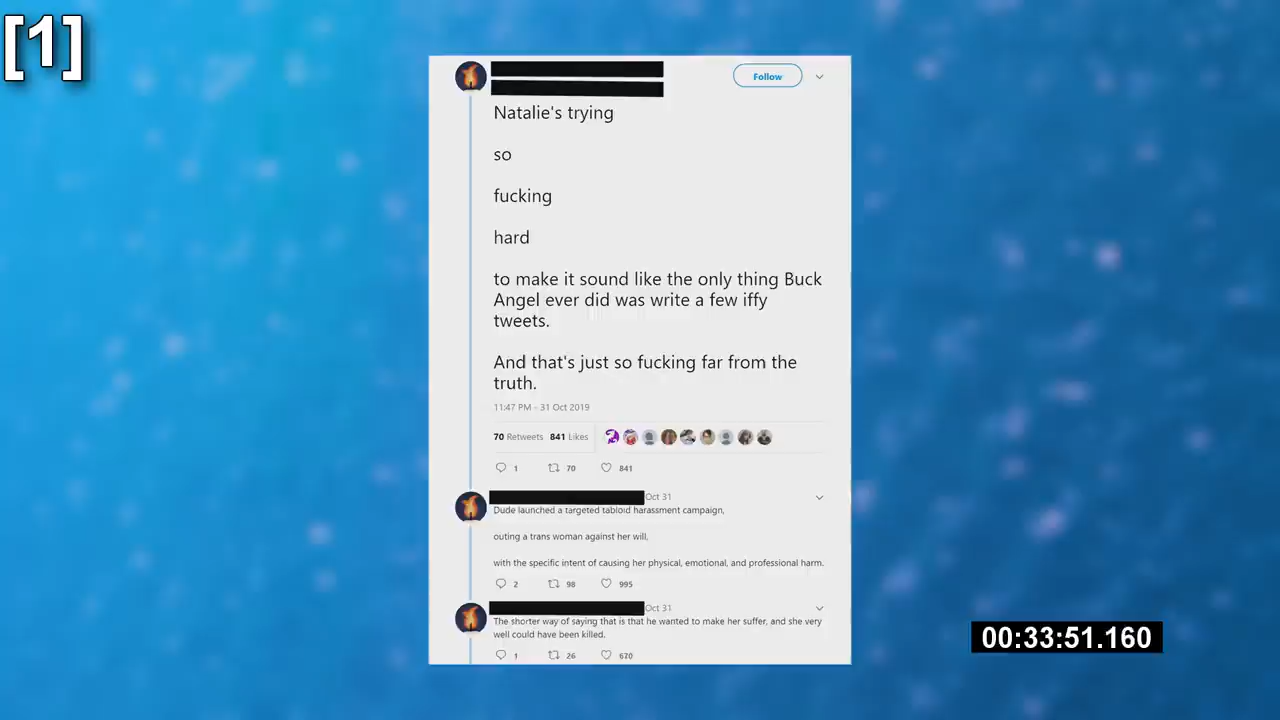 [1]
Follow
Natalie's trying
so
fucking
hard
to make it sound like the only thing Buck
Angel ever did was write a few iffy
tweets.
And that's just so fucking far from the
truth.
11:47 PM - 31 Oct 2019
70 Retweets 841 Likes
1 70 841
Oct 31
Dude launched a targeted tabloid harassment campaign,
outing a trans woman against her will,
with the specific intent of causing her physical, emotional, and professional harm.
2 98 995
Oct 31
The shorter way of saying that is that he wanted to make her suffer, and she very
well could have been killed.
1 26 670
00:33:51.160